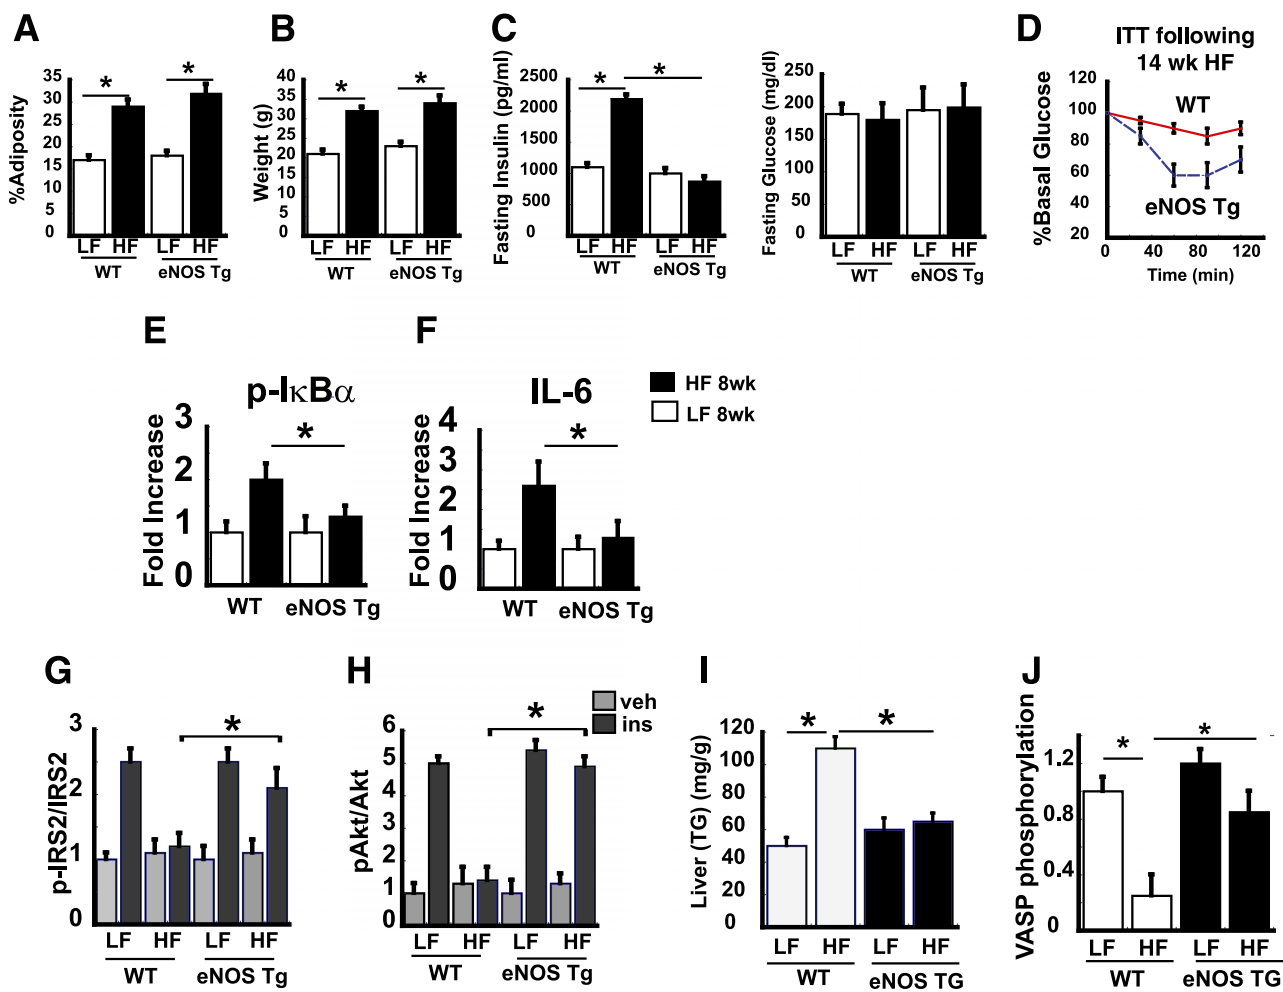 A
%Adiposity
35
30
25
20
15
10
5
0
*
*
LF HF LF HF
WT eNOS Tg
B
Weight (g)
40
35
30
25
20
15
10
5
0
*
*
LF HF LF HF
WT eNOS Tg
C
Fasting Insulin (pg/ml)
2500
2000
1500
1000
500
0
*
*
LF HF LF HF
WT eNOS Tg
Fasting Glucose (mg/dl)
250
200
150
100
50
0
LF HF LF HF
WT eNOS Tg
D
ITT following
14 wk HF
%Basal Glucose
120
100
80
60
40
20
WT
eNOS Tg
0 40 80 120
Time (min)
E
p-IκBα
Fold Increase
3
2
1
0
*
WT eNOS Tg
F
IL-6
Fold Increase
4
3
2
1
0
*
WT eNOS Tg
HF 8wk
LF 8wk
G
p-IRS2/IRS2
3
2
1
0
*
LF HF LF HF
WT eNOS Tg
H
pAkt/Akt
6
5
4
3
2
1
0
*
veh
ins
LF HF LF HF
WT eNOS Tg
I
Liver (TG) (mg/g)
120
100
80
60
40
20
0
*
*
LF HF LF HF
WT eNOS TG
J
VASP phosphorylation
1.2
0.8
0.4
0
*
*
LF HF LF HF
WT eNOS TG